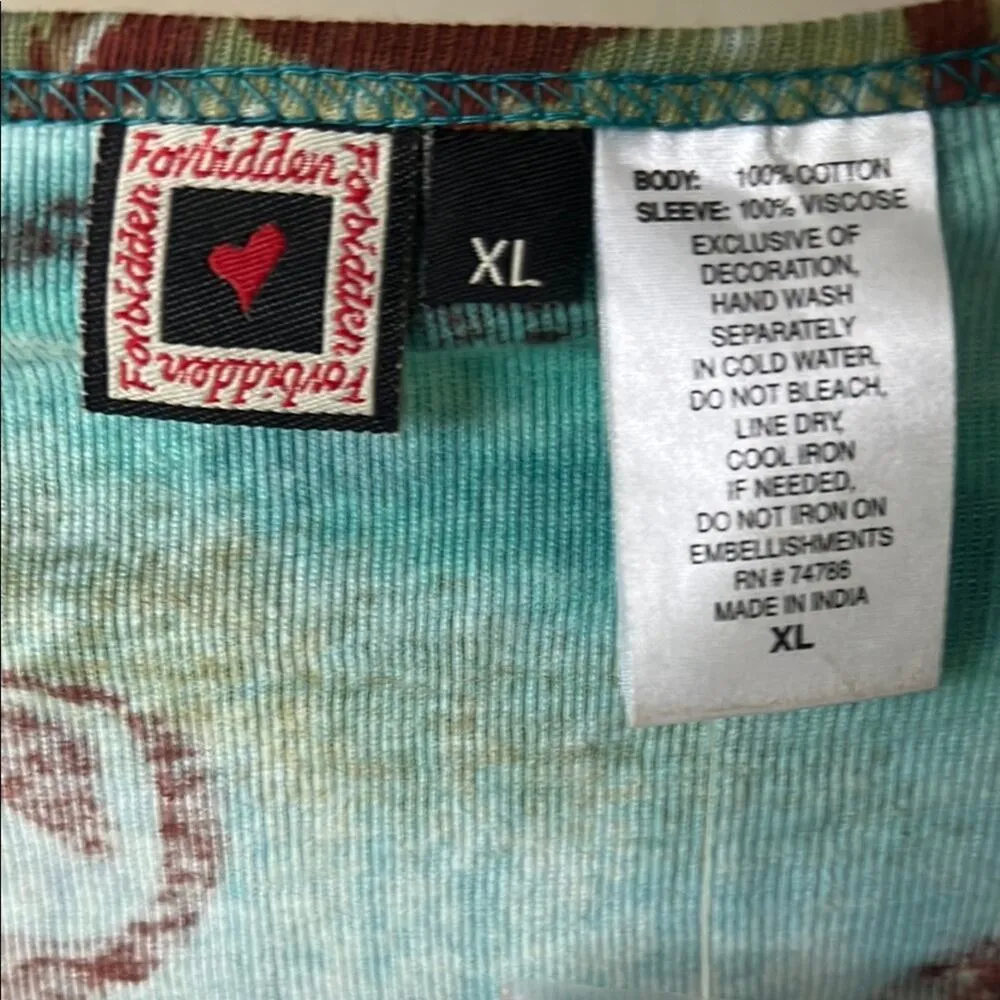 Forbidden
Forbidden
Forbidden
Forbidden
XL
BODY: 100% COTTON
SLEEVE: 100% VISCOSE
EXCLUSIVE OF
DECORATION,
HAND WASH
SEPARATELY
IN COLD WATER,
DO NOT BLEACH,
LINE DRY,
COOL IRON
IF NEEDED,
DO NOT IRON ON
EMBELLISHMENTS
RN # 74786
MADE IN INDIA
XL